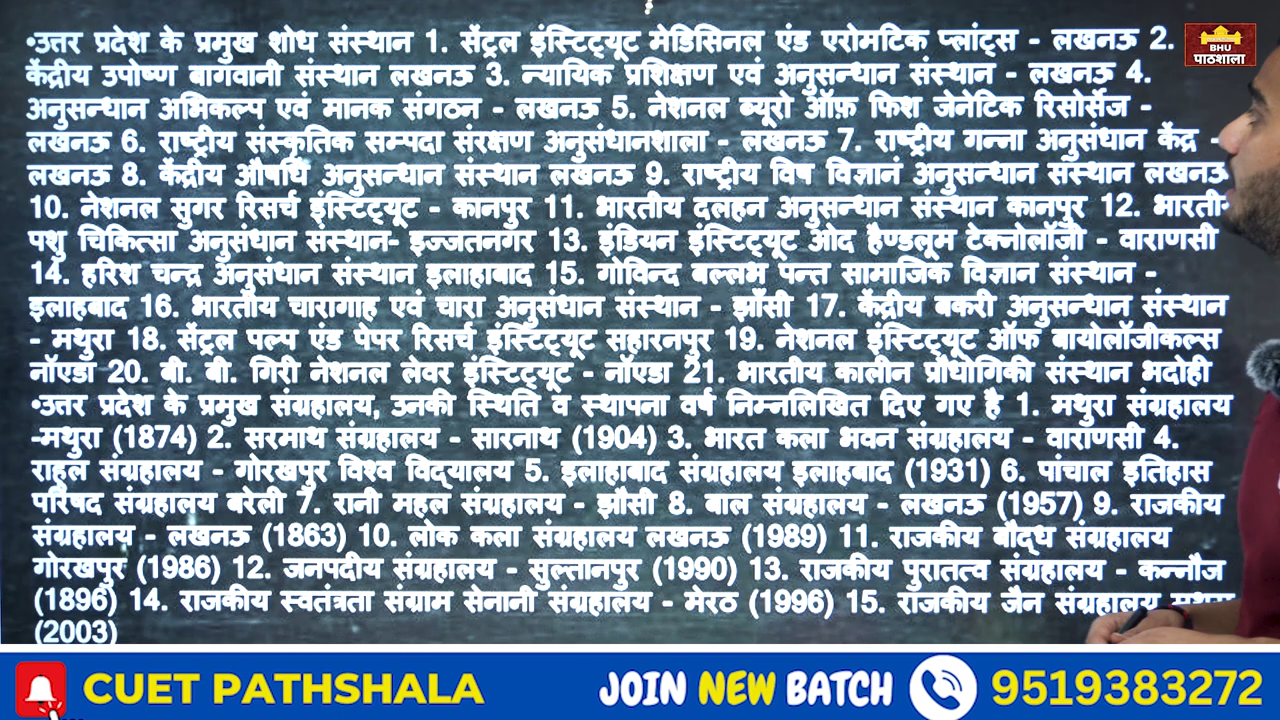 •उत्तर प्रदेश के प्रमुख शोध संस्थान 1. सेंट्रल इंस्टिट्यूट मेडिसिनल एंड एरोमटिक प्लांट्स - लखनऊ 2.
केंद्रीय उपोष्ण बागवानी संस्थान लखनऊ 3. न्यायिक प्रशिक्षण एवं अनुसन्धान संस्थान - लखनऊ 4.
अनुसन्धान अभिकल्प एवं मानक संगठन - लखनऊ 5. नेशनल ब्यूरो ऑफ़ फिश जेनेटिक रिसोर्सेज -
लखनऊ 6. राष्ट्रीय संस्कृतिक सम्पदा संरक्षण अनुसंधानशाला - लखनऊ 7. राष्ट्रीय गन्ना अनुसंधान केंद्र -
लखनऊ 8. केंद्रीय औषधि अनुसन्धान संस्थान लखनऊ 9. राष्ट्रीय विष विज्ञानं अनुसन्धान संस्थान लखनऊ
10. नेशनल सुगर रिसर्च इंस्टिट्यूट - कानपुर 11. भारतीय दलहन अनुसन्धान संस्थान कानपुर 12.
पशु चिकित्सा अनुसंधान संस्थान- इज्जतनगर 13. इंडियन इंस्टिट्यूट ओद हैण्डलूम टेक्नोलॉजी - वाराणसी
14. हरिश चन्द्र अनुसंधान संस्थान इलाहाबाद 15. गोविन्द बल्लभ पन्त सामाजिक विज्ञान संस्थान -
इलाहबाद 16. भारतीय चारागाह एवं चारा अनुसंधान संस्थान - झाँसी 17. केंद्रीय बकरी अनुसन्धान संस्थान
- मथुरा 18. सेंट्रल पल्प एंड पेपर रिसर्च इंस्टिट्यूट सहारनपुर 19. नेशनल इंस्टिट्यूट ऑफ बायोलॉजीकल्स
नॉएडा 20. बी. बी. गिरी नेशनल लेवर इंस्टिट्यूट - नॉएडा 21. भारतीय कालीन प्रौधोगिकी संस्थान भदोही
•उत्तर प्रदेश के प्रमुख संग्रहालय, उनकी स्थिति व स्थापना वर्ष निम्नलिखित दिए गए है 1. मथुरा संग्रहालय
-मथुरा (1874) 2. सरमाथ संग्रहालय - सारनाथ (1904) 3. भारत कला भवन संग्रहालय - वाराणसी 4.
राहुल संग्रहालय - गोरखपुर विश्व विद्यालय 5. इलाहाबाद संग्रहालय इलाहबाद (1931) 6. पांचाल इतिहास
परिषद संग्रहालय बरेली 7. रानी महल संग्रहालय - झौसी 8. बाल संग्रहालय - लखनऊ (1957) 9. राजकीय
संग्रहालय - लखनऊ (1863) 10. लोक कला संग्रहालय लखनऊ (1989) 11. राजकीय बौद्ध संग्रहालय
गोरखपुर (1986) 12. जनपदीय संग्रहालय - सुल्तानपुर (1990) 13. राजकीय पुरातत्व संग्रहालय - कन्नौज
(1896) 14. राजकीय स्वतंत्रता संग्राम सेनानी संग्रहालय - मेरठ (1996) 15. राजकीय जैन संग्रहालय मथुरा
(2003)
BHU
पाठशाला
CUET PATHSHALA JOIN NEW BATCH 9519383272